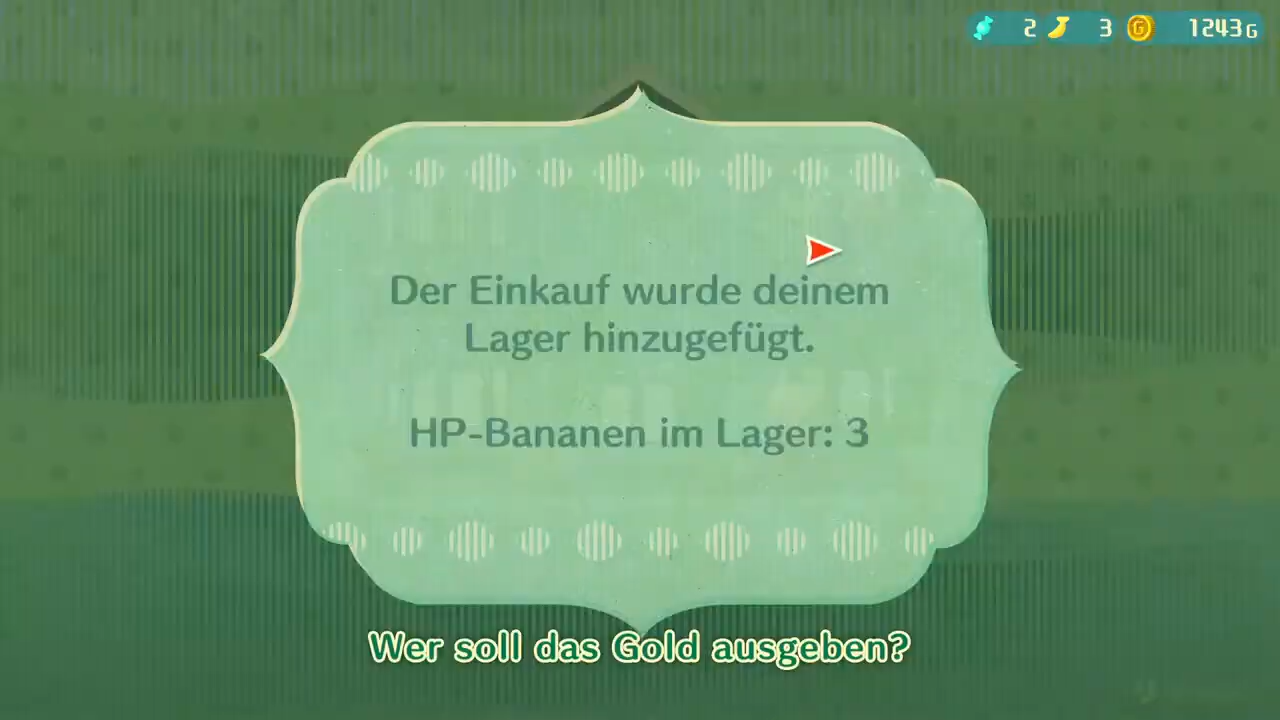 2 3 1243G
Der Einkauf wurde deinem
Lager hinzugefügt.
HP-Bananen im Lager: 3
Wer soll das Gold ausgeben?